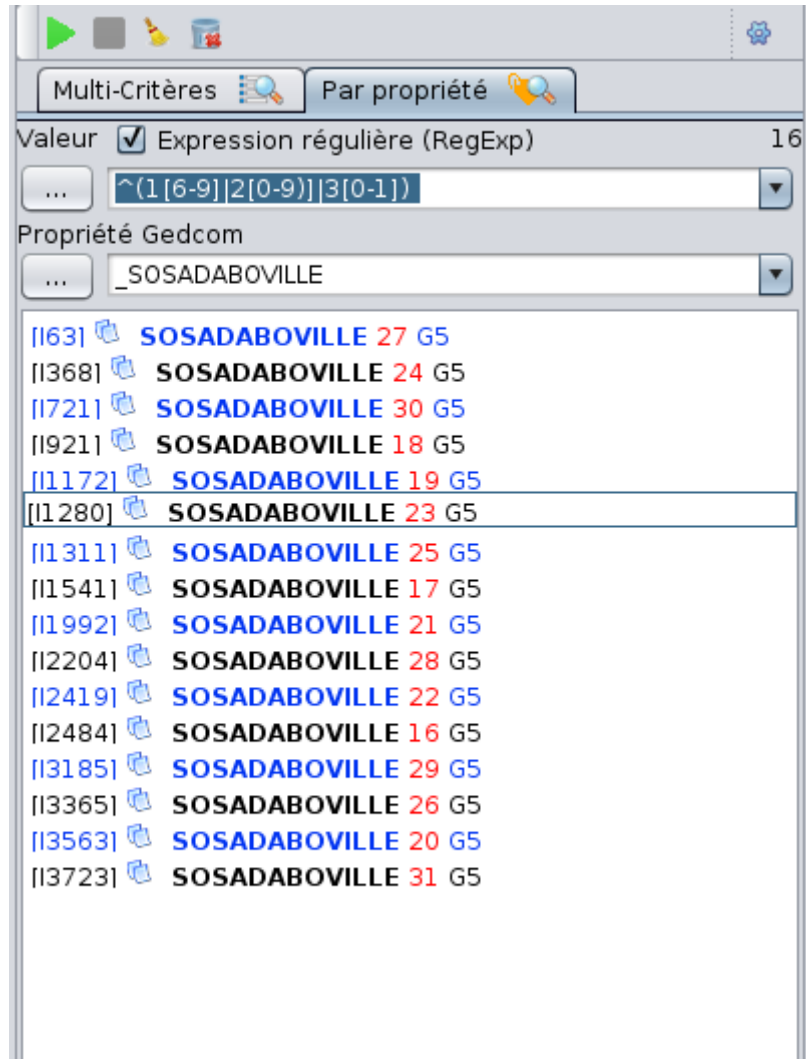 Multi-Critères Par propriété
Valeur Expression régulière (RegExp) 16
... ^(1[6-9]|2[0-9)]|3[0-1])
Propriété Gedcom
... _SOSADABOVILLE
[I63] SOSADABOVILLE 27 G5
[I368] SOSADABOVILLE 24 G5
[I721] SOSADABOVILLE 30 G5
[I921] SOSADABOVILLE 18 G5
[I1172] SOSADABOVILLE 19 G5
[I1280] SOSADABOVILLE 23 G5
[I1311] SOSADABOVILLE 25 G5
[I1541] SOSADABOVILLE 17 G5
[I1992] SOSADABOVILLE 21 G5
[I2204] SOSADABOVILLE 28 G5
[I2419] SOSADABOVILLE 22 G5
[I2484] SOSADABOVILLE 16 G5
[I3185] SOSADABOVILLE 29 G5
[I3365] SOSADABOVILLE 26 G5
[I3563] SOSADABOVILLE 20 G5
[I3723] SOSADABOVILLE 31 G5